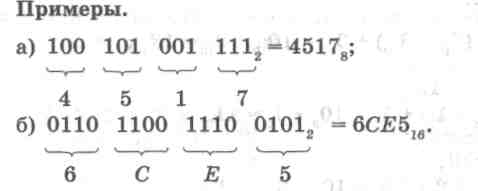 Примеры.
а) 100 101 001 111₂ = 4517₈;
4 5 1 7
б) 0110 1100 1110 0101₂ = 6CE5₁₆.
6 C E 5